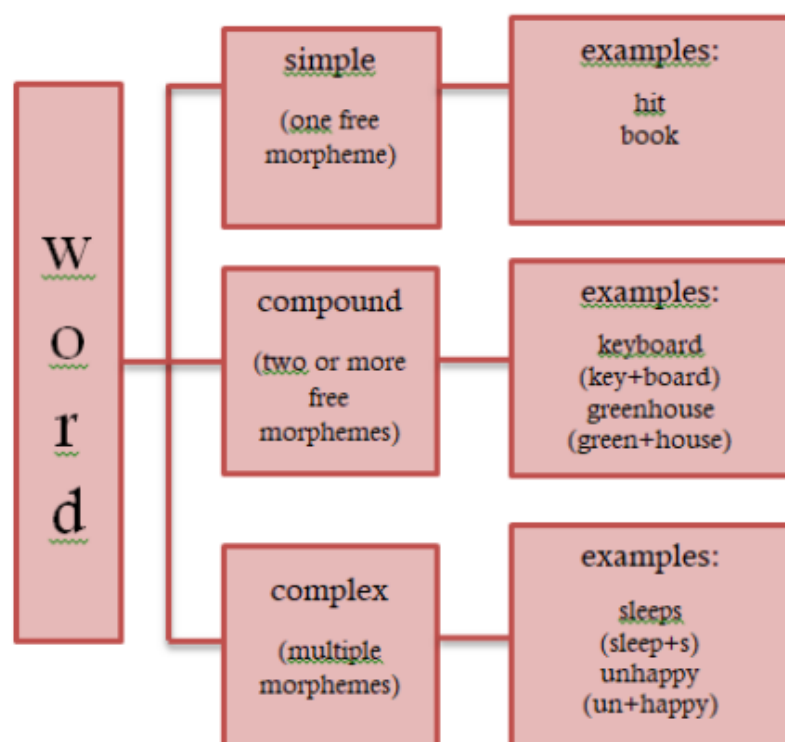 w
o
r
d
simple
(one free
morpheme)
examples:
hit
book
compound
(two or more
free
morphemes)
examples:
keyboard
(key+board)
greenhouse
(green+house)
complex
(multiple
morphemes)
examples:
sleeps
(sleep+s)
unhappy
(un+happy)